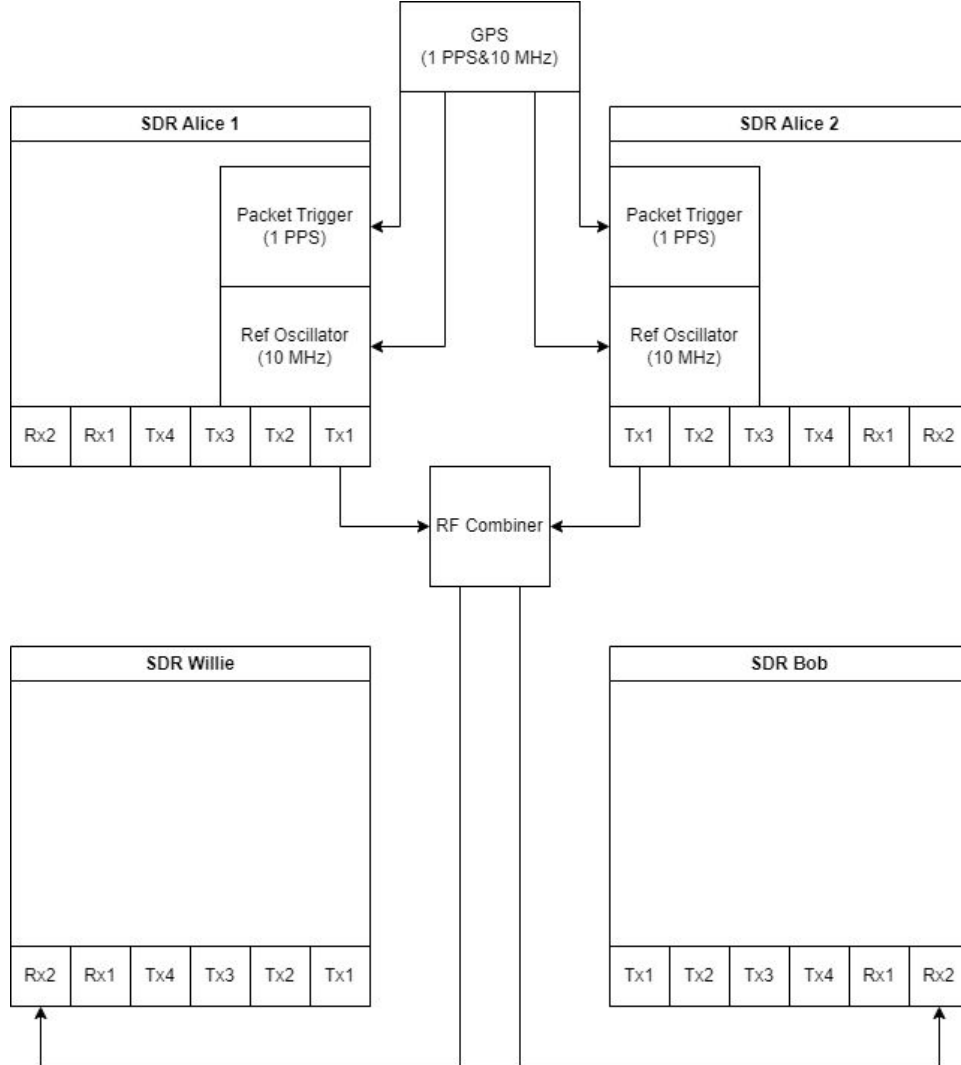 GPS
(1 PPS&10 MHz)
SDR Alice 1
SDR Alice 2
Packet Trigger
(1 PPS)
Packet Trigger
(1 PPS)
Ref Oscillator
(10 MHz)
Ref Oscillator
(10 MHz)
Rx2 Rx1 Tx4 Tx3 Tx2 Tx1
Tx1 Tx2 Tx3 Tx4 Rx1 Rx2
RF Combiner
SDR Willie
SDR Bob
Rx2 Rx1 Tx4 Tx3 Tx2 Tx1
Tx1 Tx2 Tx3 Tx4 Rx1 Rx2